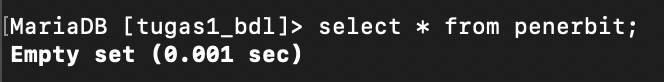 [MariaDB [tugas1_bdl]> select * from penerbit;
Empty set (0.001 sec)